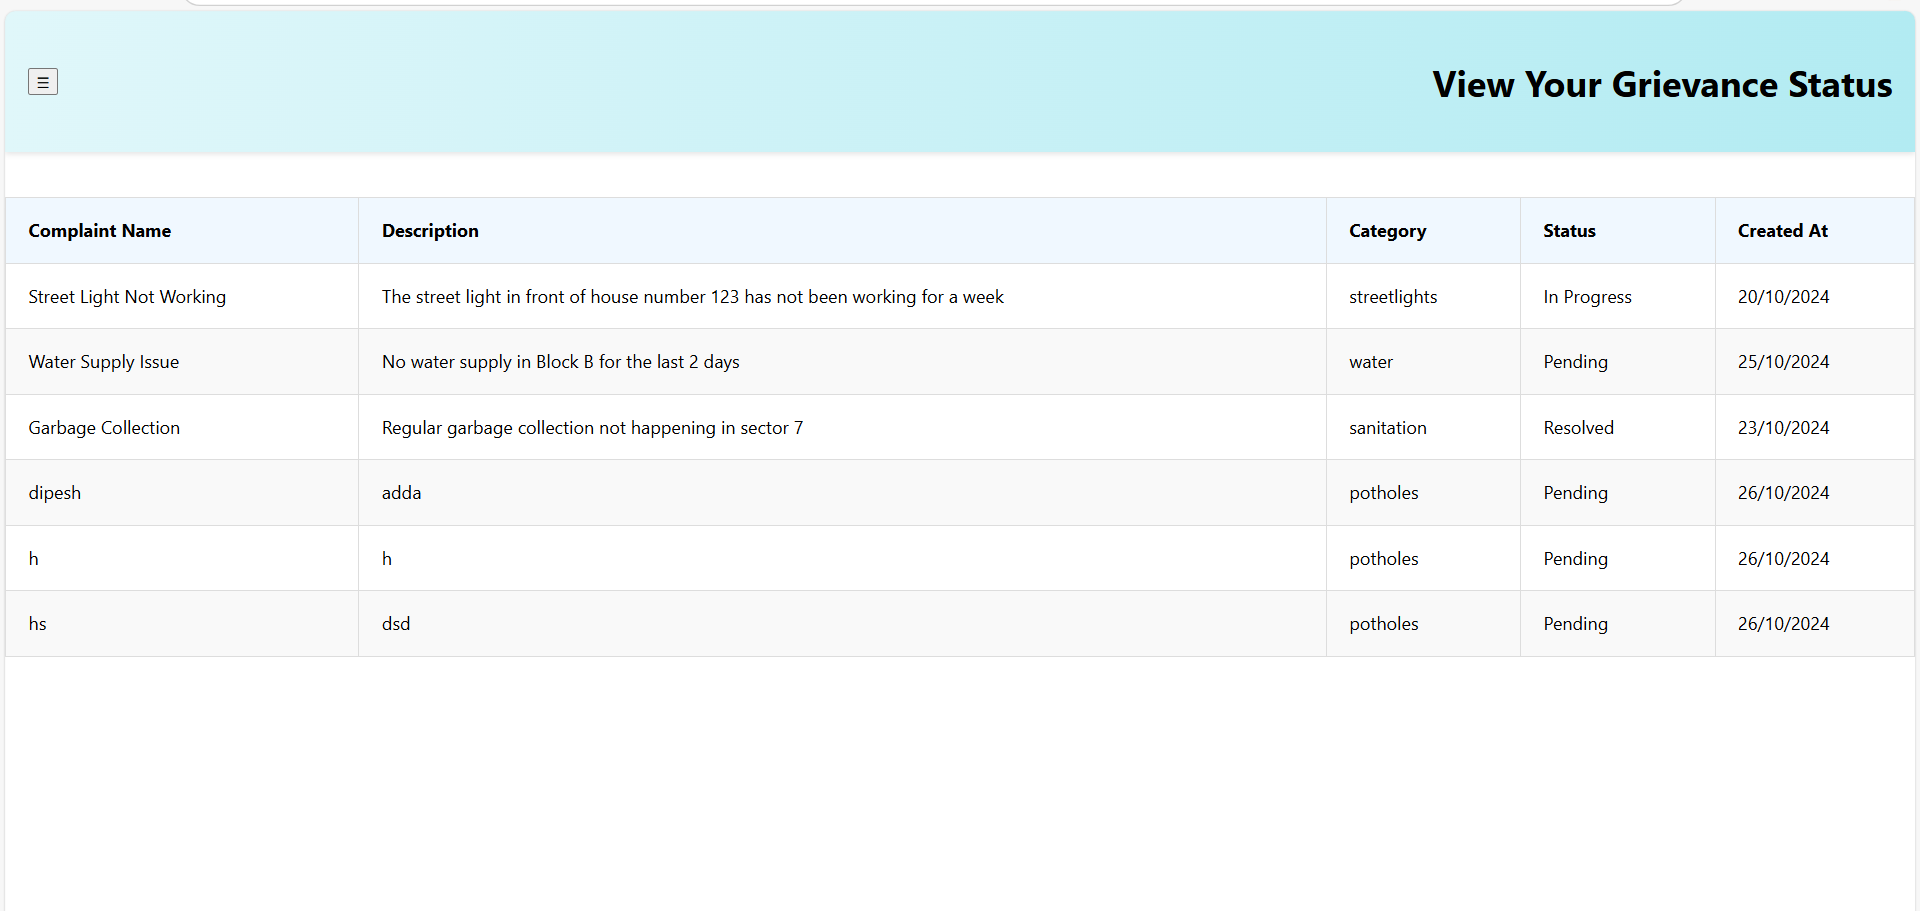 ☰
View Your Grievance Status
Complaint Name Description Category Status Created At
Street Light Not Working The street light in front of house number 123 has not been working for a week streetlights In Progress 20/10/2024
Water Supply Issue No water supply in Block B for the last 2 days water Pending 25/10/2024
Garbage Collection Regular garbage collection not happening in sector 7 sanitation Resolved 23/10/2024
dipesh adda potholes Pending 26/10/2024
h h potholes Pending 26/10/2024
hs dsd potholes Pending 26/10/2024